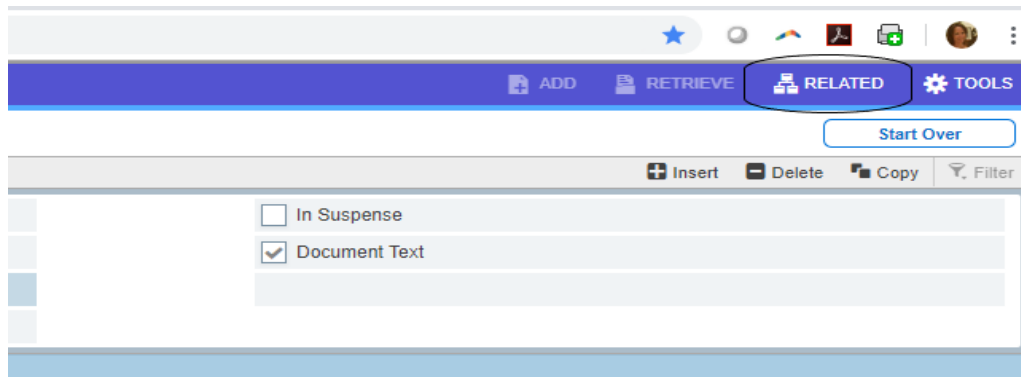 ADD RETRIEVE RELATED TOOLS
Start Over
Insert Delete Copy Filter
In Suspense
Document Text